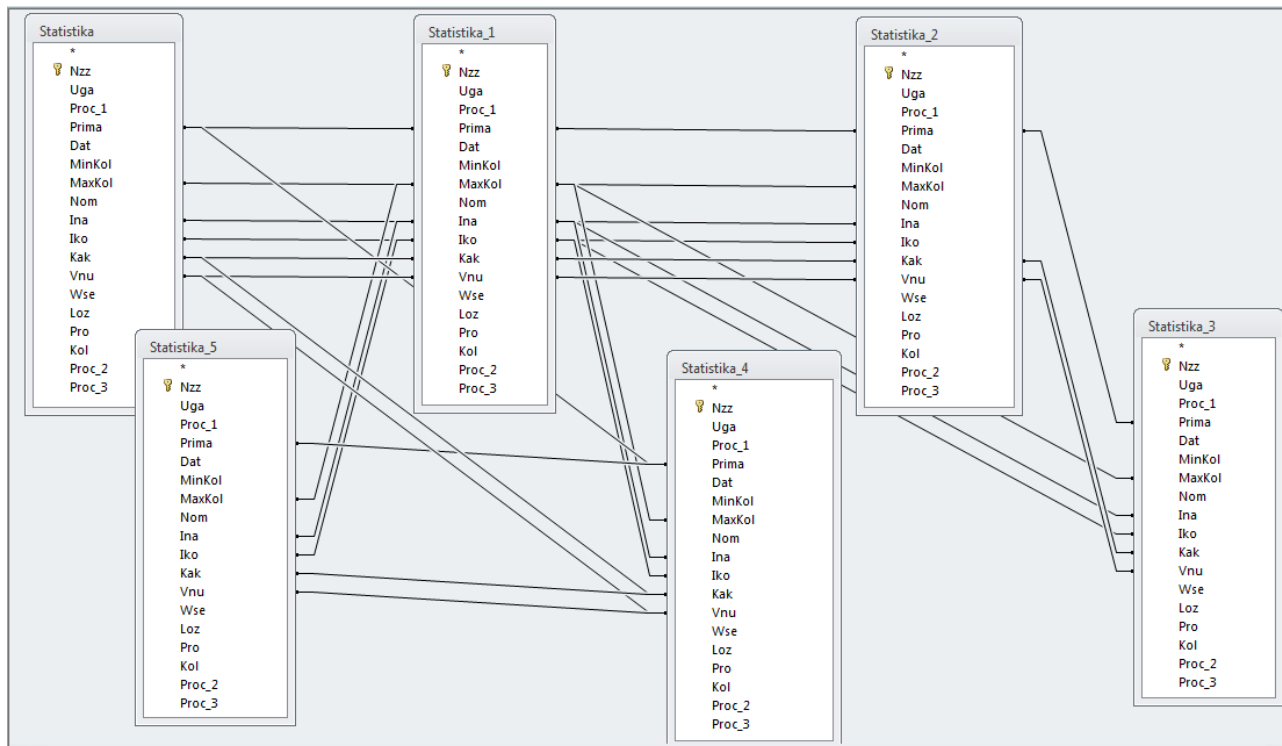 Statistika
*
Nzz
Uga
Proc_1
Prima
Dat
MinKol
MaxKol
Nom
Ina
Iko
Kak
Vnu
Wse
Loz
Pro
Kol
Proc_2
Proc_3
Statistika_1
*
Nzz
Uga
Proc_1
Prima
Dat
MinKol
MaxKol
Nom
Ina
Iko
Kak
Vnu
Wse
Loz
Pro
Kol
Proc_2
Proc_3
Statistika_2
*
Nzz
Uga
Proc_1
Prima
Dat
MinKol
MaxKol
Nom
Ina
Iko
Kak
Vnu
Wse
Loz
Pro
Kol
Proc_2
Proc_3
Statistika_5
*
Nzz
Uga
Proc_1
Prima
Dat
MinKol
MaxKol
Nom
Ina
Iko
Kak
Vnu
Wse
Loz
Pro
Kol
Proc_2
Proc_3
Statistika_4
*
Nzz
Uga
Proc_1
Prima
Dat
MinKol
MaxKol
Nom
Ina
Iko
Kak
Vnu
Wse
Loz
Pro
Kol
Proc_2
Proc_3
Statistika_3
*
Nzz
Uga
Proc_1
Prima
Dat
MinKol
MaxKol
Nom
Ina
Iko
Kak
Vnu
Wse
Loz
Pro
Kol
Proc_2
Proc_3